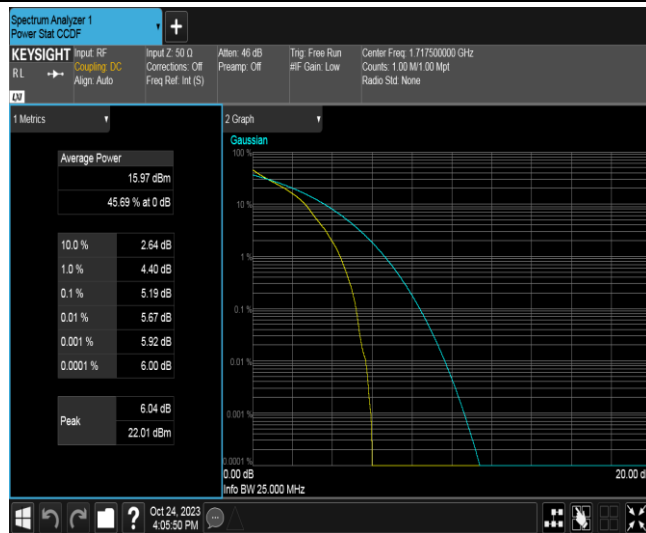 Spectrum Analyzer 1
Power Stat CCDF
+
KEYSIGHT
RL
Input: RF
Coupling: DC
Align: Auto
Input Z: 50 Ω
Corrections: Off
Freq Ref: Int (S)
Atten: 46 dB
Preamp: Off
Trig: Free Run
#IF Gain: Low
Center Freq: 1.717500000 GHz
Counts: 1.00 M/1.00 Mpt
Radio Std: None
1 Metrics
Average Power
15.97 dBm
45.69 % at 0 dB
10.0 % 2.64 dB
1.0 % 4.40 dB
0.1 % 5.19 dB
0.01 % 5.67 dB
0.001 % 5.92 dB
0.0001 % 6.00 dB
Peak
6.04 dB
22.01 dBm
2 Graph
Gaussian
100 %
10 %
1 %
0.1 %
0.01 %
0.001 %
0.0001 %
0.00 dB
20.00 d
Info BW 25.000 MHz
?
Oct 24, 2023
4:05:50 PM